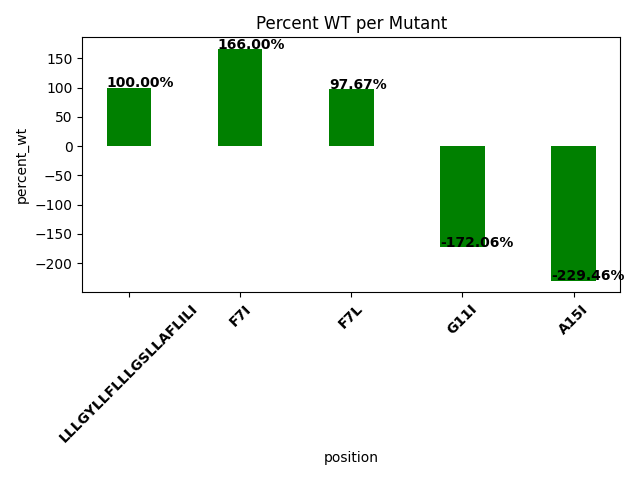 Percent WT per Mutant
percent_wt
150
100
50
0
−50
−100
−150
−200
100.00%
166.00%
97.67%
-172.06%
-229.46%
LLLGYLLFLLLGSLLAFLILI
F7I
F7L
G11I
A15I
position